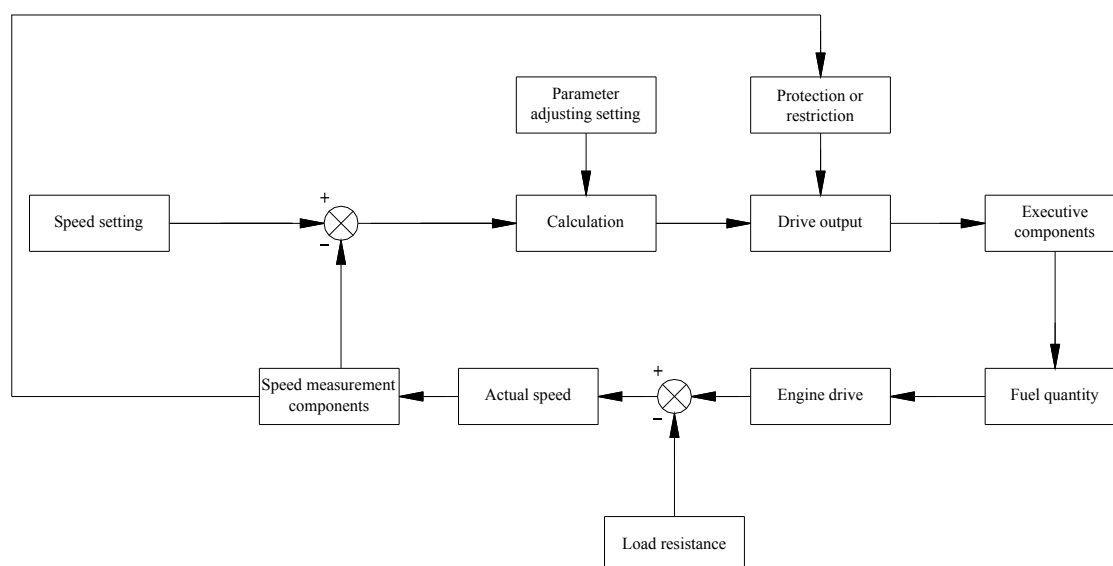 Parameter
adjusting setting
Protection or
restriction
+
Speed setting
Calculation
Drive output
Executive
components
−
+
Speed measurement
components
Actual speed
Engine drive
Fuel quantity
−
Load resistance